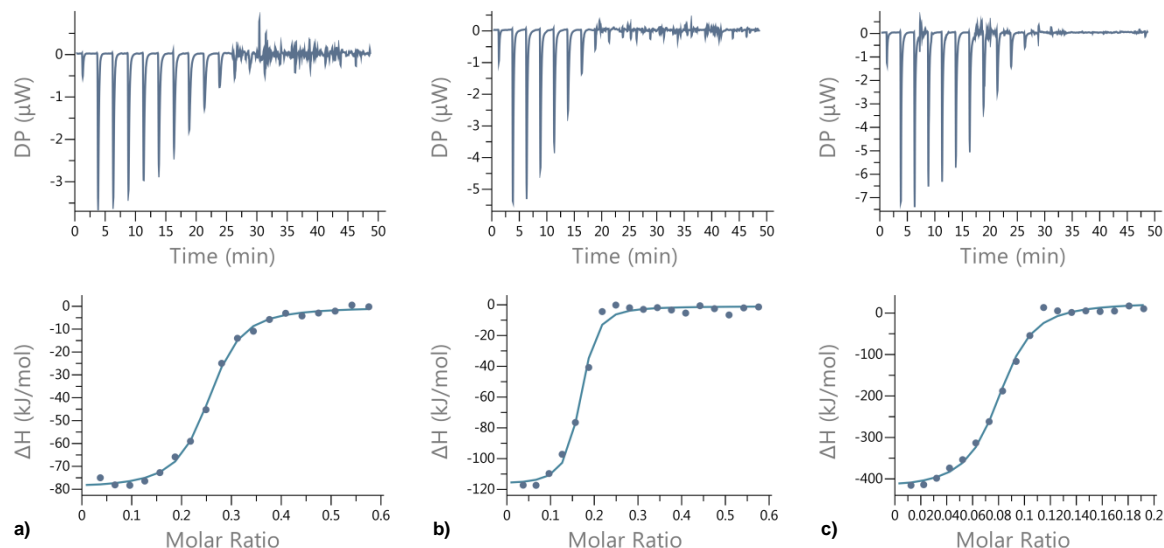 0
-1
-2
-3
DP (µW)
0 5 10 15 20 25 30 35 40 45 50
Time (min)
0
-1
-2
-3
-4
-5
DP (µW)
0 5 10 15 20 25 30 35 40 45 50
Time (min)
0
-1
-2
-3
-4
-5
-6
-7
DP (µW)
0 5 10 15 20 25 30 35 40 45 50
Time (min)
0
-10
-20
-30
-40
-50
-60
-70
-80
ΔH (kJ/mol)
0 0.1 0.2 0.3 0.4 0.5 0.6
Molar Ratio
a)
0
-20
-40
-60
-80
-100
-120
ΔH (kJ/mol)
0 0.1 0.2 0.3 0.4 0.5 0.6
Molar Ratio
b)
0
-100
-200
-300
-400
ΔH (kJ/mol)
0 0.020.040.060.08 0.1 0.120.140.160.18 0.2
Molar Ratio
c)